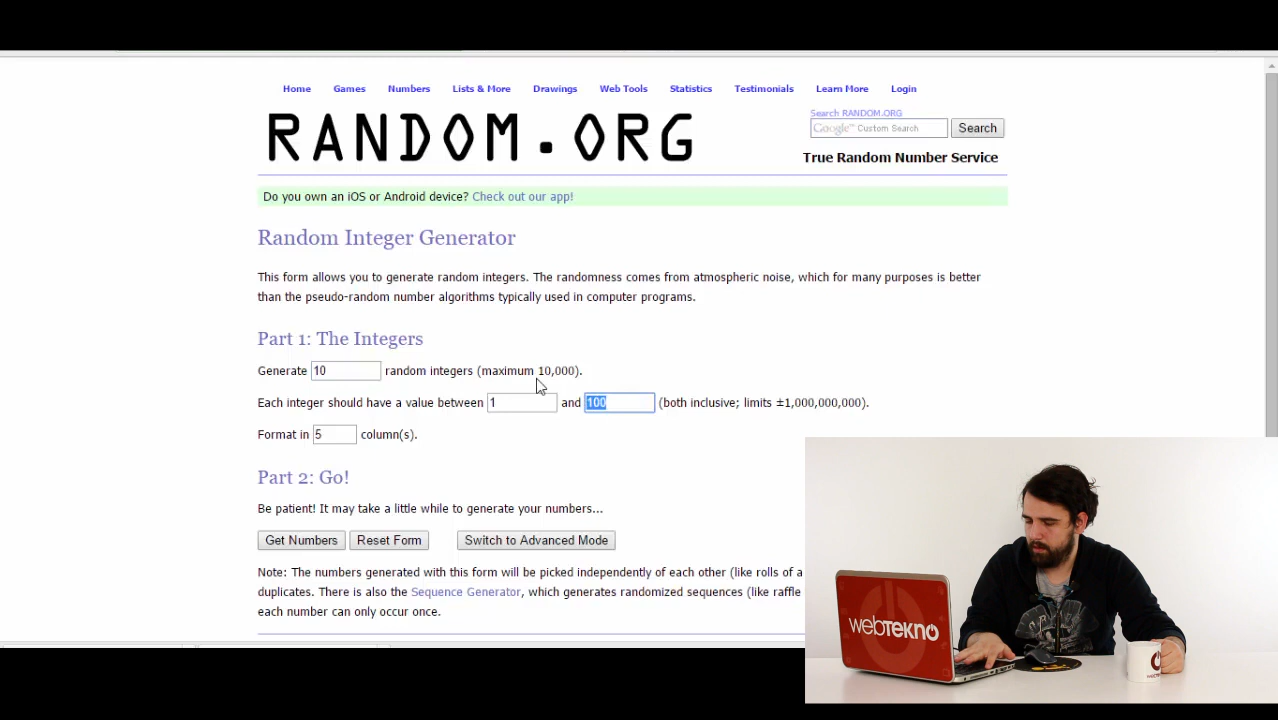 Home Games Numbers Lists & More Drawings Web Tools Statistics Testimonials Learn More Login
RANDOM.ORG
Search RANDOM.ORG
Google™ Custom Search Search
True Random Number Service
Do you own an iOS or Android device? Check out our app!
Random Integer Generator
This form allows you to generate random integers. The randomness comes from atmospheric noise, which for many purposes is better
than the pseudo-random number algorithms typically used in computer programs.
Part 1: The Integers
Generate 10 random integers (maximum 10,000).
Each integer should have a value between 1 and 100 (both inclusive; limits ±1,000,000,000).
Format in 5 column(s).
Part 2: Go!
Be patient! It may take a little while to generate your numbers...
Get Numbers Reset Form Switch to Advanced Mode
Note: The numbers generated with this form will be picked independently of each other (like rolls of a
duplicates. There is also the Sequence Generator, which generates randomized sequences (like raffle
each number can only occur once.
webTEKNO